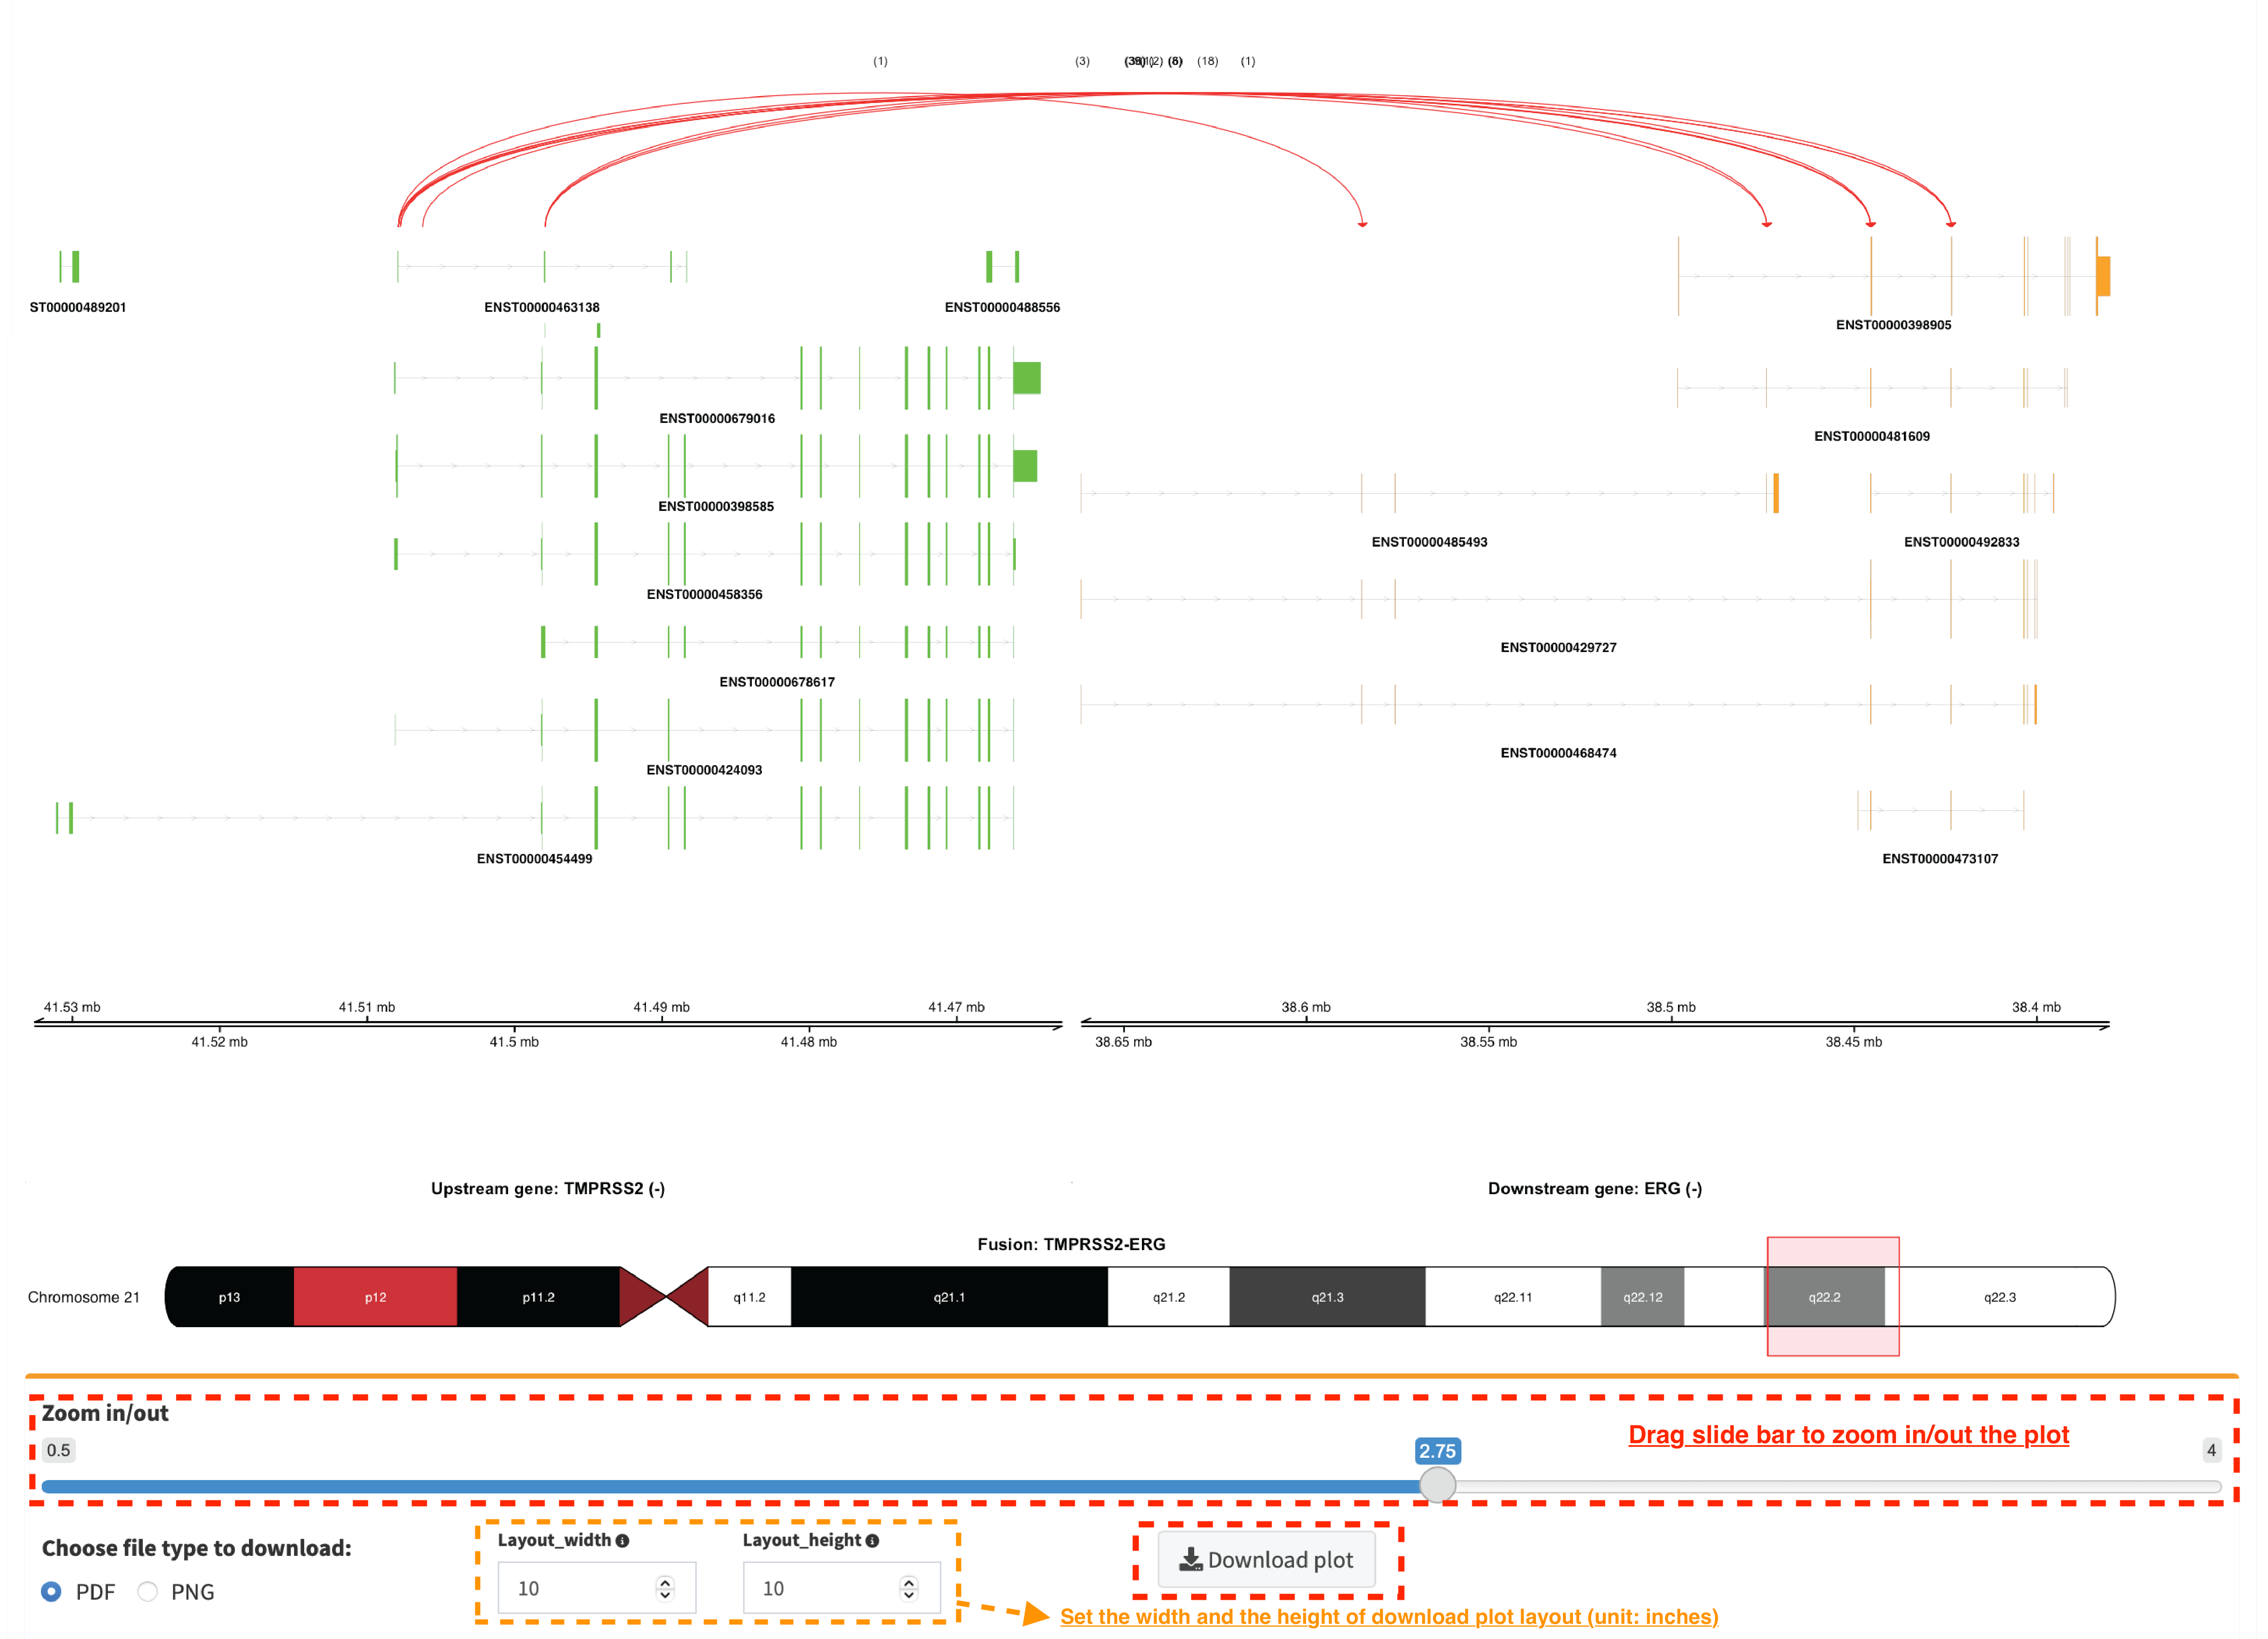 (1) (3) (18) (1)
ST00000489201 ENST00000463138 ENST00000488556
ENST00000398905
ENST00000679016
ENST00000481609
ENST00000398585
ENST00000485493 ENST00000492833
ENST00000458356
ENST00000429727
ENST00000678617
ENST00000468474
ENST00000424093
ENST00000454499 ENST00000473107
41.53 mb 41.51 mb 41.49 mb 41.47 mb 38.6 mb 38.5 mb 38.4 mb
41.52 mb 41.5 mb 41.48 mb 38.65 mb 38.55 mb 38.45 mb
Upstream gene: TMPRSS2 (-) Downstream gene: ERG (-)
Fusion: TMPRSS2-ERG
Chromosome 21 p13 p12 p11.2 q11.2 q21.1 q21.2 q21.3 q22.11 q22.12 q22.2 q22.3
Zoom in/out
Drag slide bar to zoom in/out the plot
0.5 2.75 4
Choose file type to download: Layout_width Layout_height
PDF PNG 10 10 Download plot
Set the width and the height of download plot layout (unit: inches)